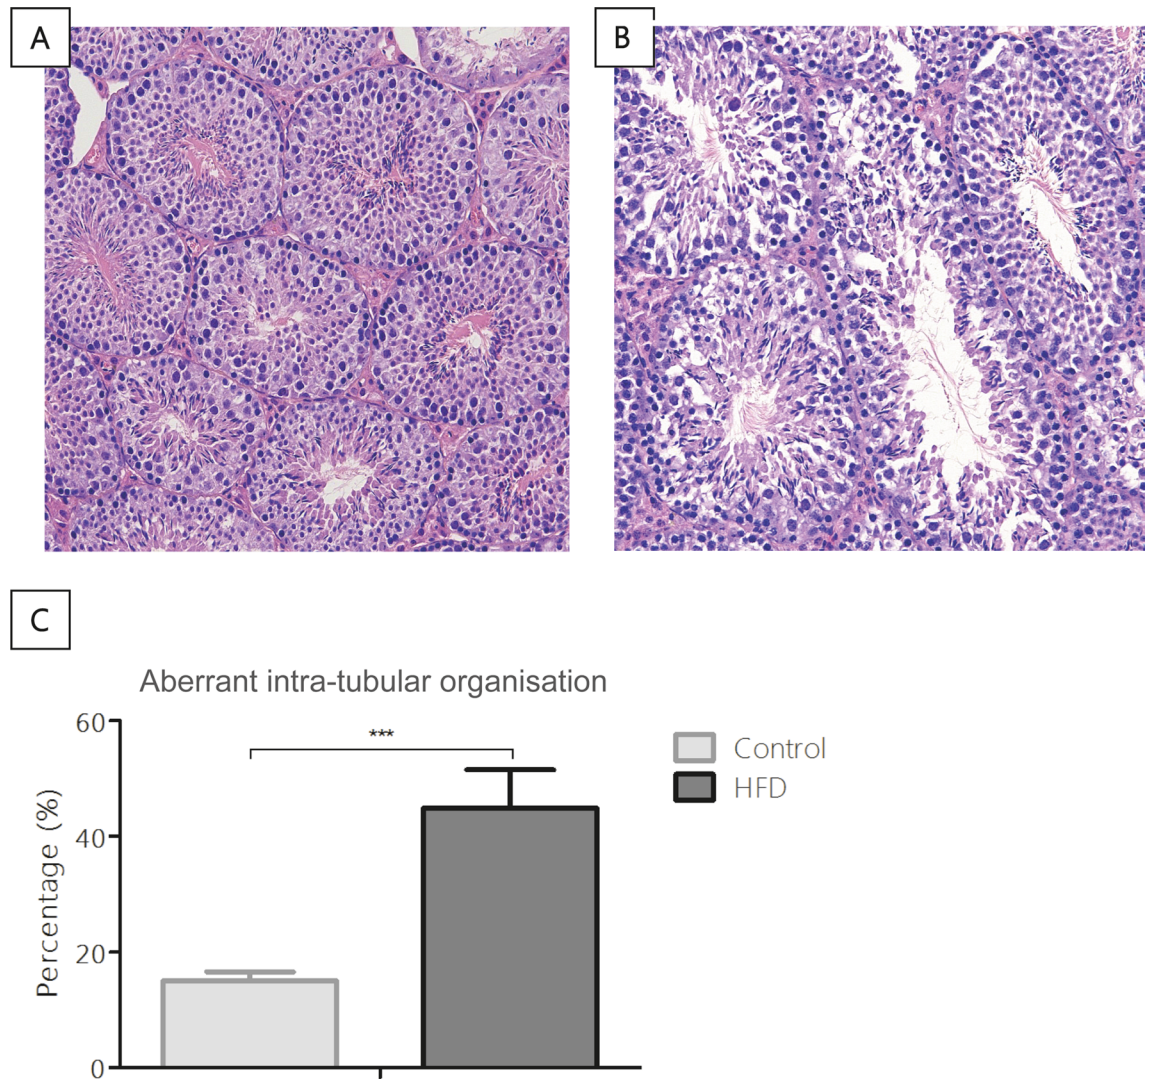 A
B
C
Aberrant intra-tubular organisation
***
60
40
20
0
Percentage (%)
Control
HFD